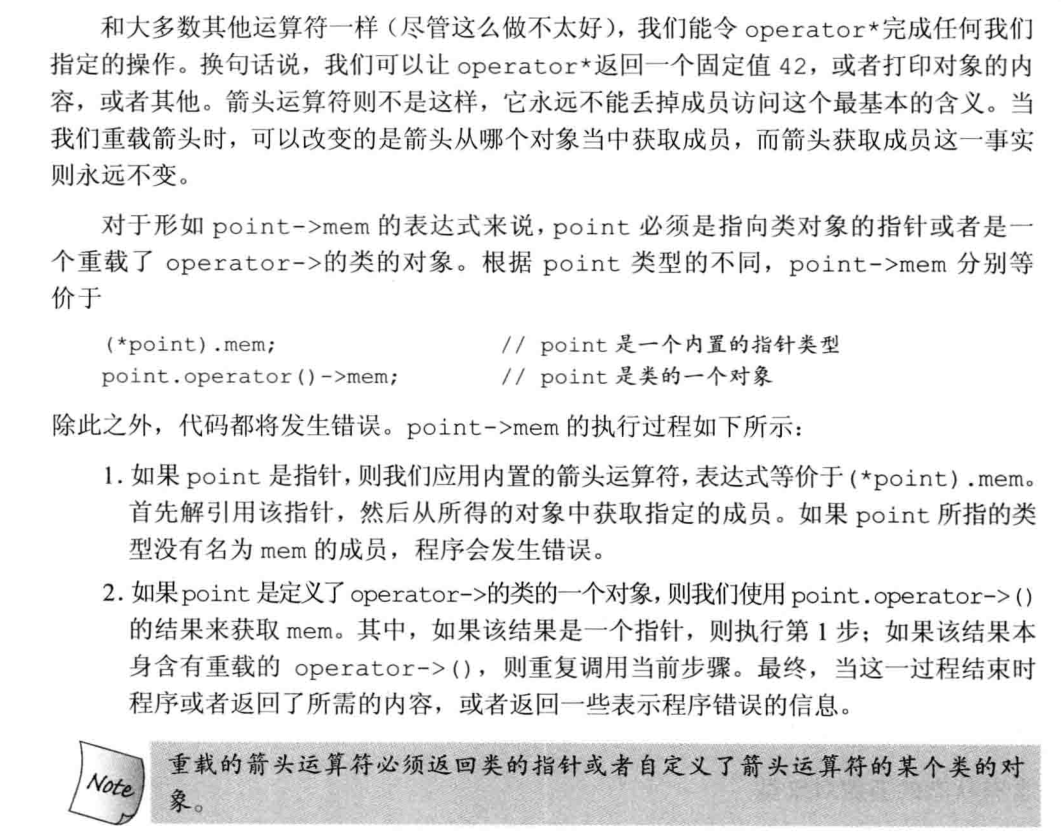 和大多数其他运算符一样（尽管这么做不太好），我们能令 operator*完成任何我们
指定的操作。换句话说，我们可以让 operator*返回一个固定值 42，或者打印对象的内
容，或者其他。箭头运算符则不是这样，它永远不能丢掉成员访问这个最基本的含义。当
我们重载箭头时，可以改变的是箭头从哪个对象当中获取成员，而箭头获取成员这一事实
则永远不变。
对于形如 point->mem 的表达式来说，point 必须是指向类对象的指针或者是一
个重载了 operator->的类的对象。根据 point 类型的不同，point->mem 分别等
价于
(*point).mem; // point 是一个内置的指针类型
point.operator()->mem; // point 是类的一个对象
除此之外，代码都将发生错误。point->mem 的执行过程如下所示：
1. 如果 point 是指针，则我们应用内置的箭头运算符，表达式等价于(*point).mem。
首先解引用该指针，然后从所得的对象中获取指定的成员。如果 point 所指的类
型没有名为 mem 的成员，程序会发生错误。
2. 如果 point 是定义了 operator->的类的一个对象，则我们使用 point.operator->()
的结果来获取 mem。其中，如果该结果是一个指针，则执行第 1 步；如果该结果本
身含有重载的 operator->()，则重复调用当前步骤。最终，当这一过程结束时
程序或者返回了所需的内容，或者返回一些表示程序错误的信息。
Note
重载的箭头运算符必须返回类的指针或者自定义了箭头运算符的某个类的对
象。